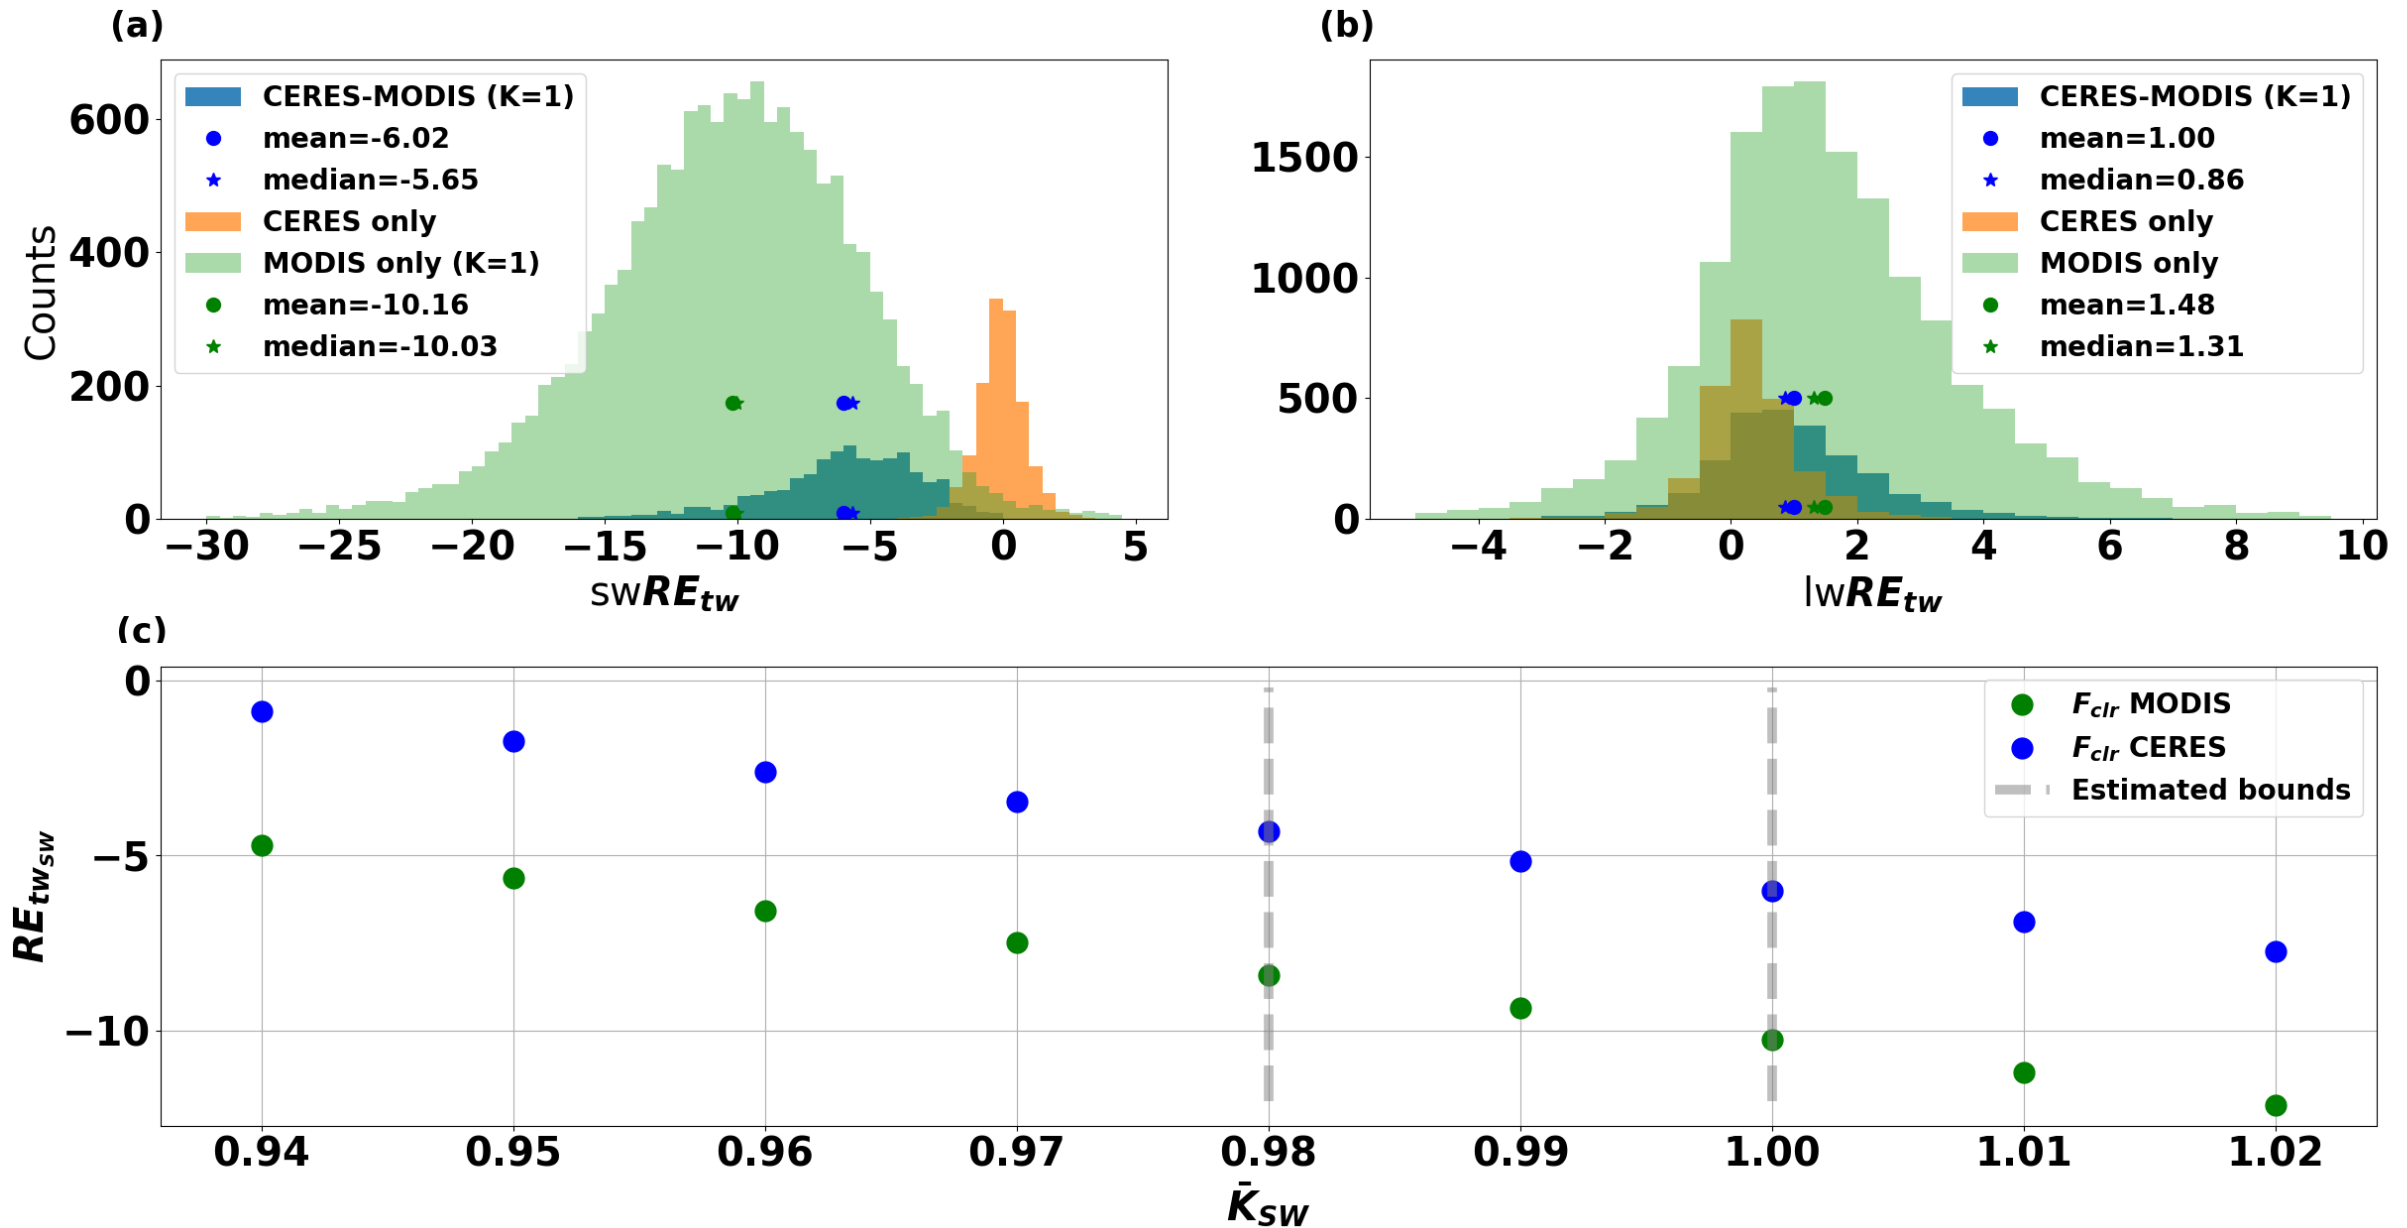 (a)
CERES-MODIS (K=1)
mean=-6.02
median=-5.65
CERES only
MODIS only (K=1)
mean=-10.16
median=-10.03
Counts
600
400
200
0
−30 −25 −20 −15 −10 −5 0 5
swRE_tw
(b)
CERES-MODIS (K=1)
mean=1.00
median=0.86
CERES only
MODIS only
mean=1.48
median=1.31
1500
1000
500
0
−4 −2 0 2 4 6 8 10
lwRE_tw
(c)
F_clr MODIS
F_clr CERES
Estimated bounds
RE_tw_sw
0
−5
−10
0.94 0.95 0.96 0.97 0.98 0.99 1.00 1.01 1.02
K̄_SW